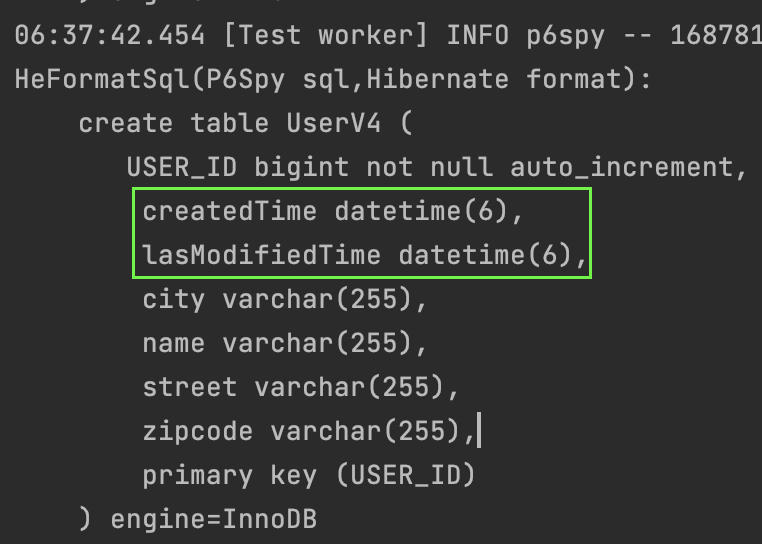 06:37:42.454 [Test worker] INFO p6spy -- 168781
HeFormatSql(P6Spy sql,Hibernate format):
create table UserV4 (
USER_ID bigint not null auto_increment,
createdTime datetime(6),
lasModifiedTime datetime(6),
city varchar(255),
name varchar(255),
street varchar(255),
zipcode varchar(255),
primary key (USER_ID)
) engine=InnoDB